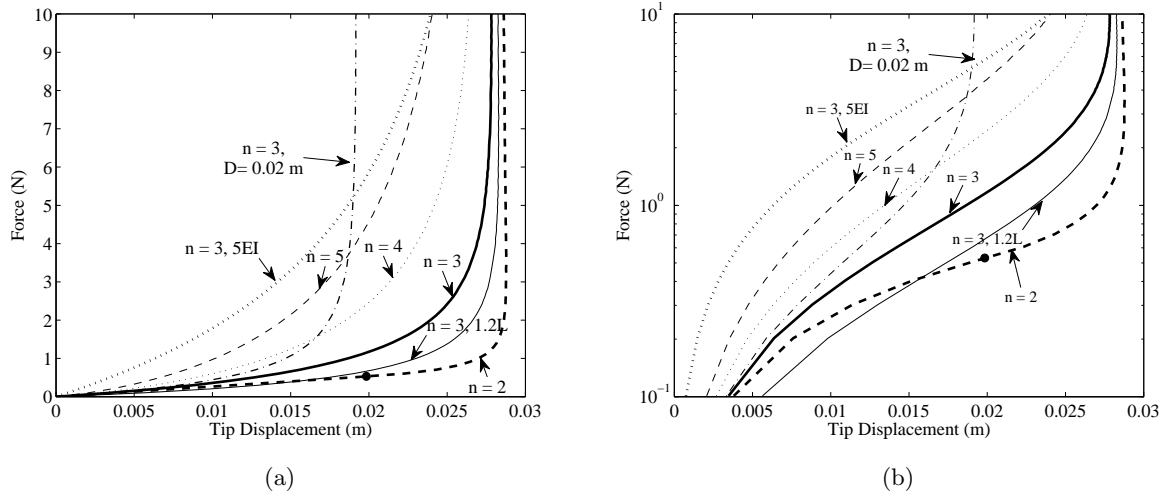 10
9
8
7
6
5
4
3
2
1
0
0
0.005
0.01
0.015
0.02
0.025
0.03
Tip Displacement (m)
Force (N)
n = 3,
D= 0.02 m
n = 3, 5EI
n = 5
n = 4
n = 3
n = 3, 1.2L
n = 2
(a)
10^1
10^0
10^−1
0
0.005
0.01
0.015
0.02
0.025
0.03
Tip Displacement (m)
Force (N)
n = 3,
D= 0.02 m
n = 3, 5EI
n = 5
n = 4
n = 3
n = 3, 1.2L
n = 2
(b)